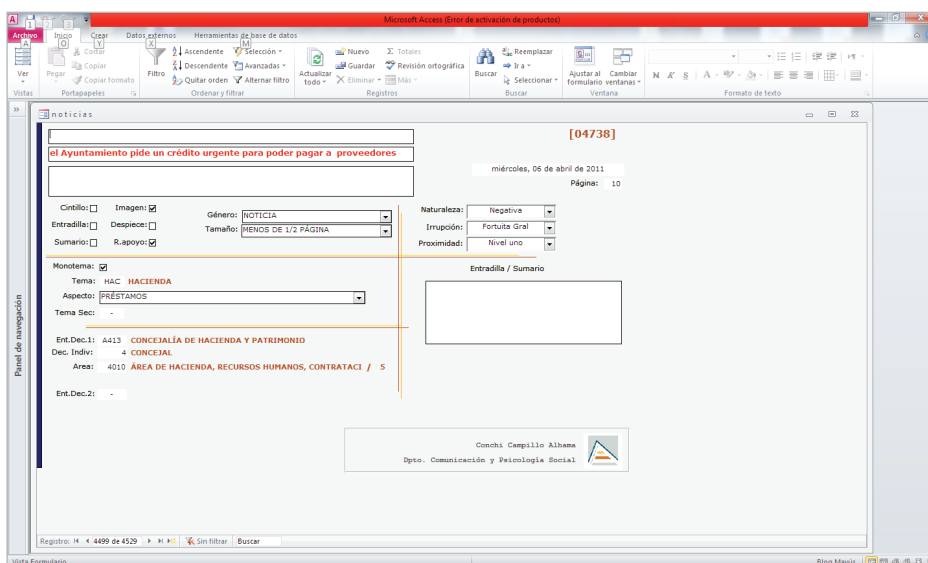 Microsoft Access (Error de activación de productos)
1 2 3
Archivo Inicio Crear Datos externos Herramientas de base de datos
A O Y X M
Ver
Vistas
Pegar
Cortar
Copiar
Copiar formato
Portapapeles
Filtro
Ascendente Selección
Descendente Avanzadas
Quitar orden Alternar filtro
Ordenar y filtrar
Actualizar todo
Nuevo Σ Totales
Guardar Revisión ortográfica
Eliminar Más
Registros
Buscar
Reemplazar
Ir a
Seleccionar
Buscar
Ajustar al formulario
Cambiar ventanas
Ventana
N K S A
Formato de texto
»
Panel de navegación
noticias
[04738]
el Ayuntamiento pide un crédito urgente para poder pagar a proveedores
miércoles, 06 de abril de 2011
Página: 10
Cintillo: Imagen:
Entradilla: Despiece:
Sumario: R.apoyo:
Género: NOTICIA
Tamaño: MENOS DE 1/2 PÁGINA
Naturaleza: Negativa
Irrupción: Fortuita Gral
Proximidad: Nivel uno
Monotema:
Tema: HAC HACIENDA
Aspecto: PRÉSTAMOS
Tema Sec: -
Entradilla / Sumario
Ent.Dec.1: A413 CONCEJALÍA DE HACIENDA Y PATRIMONIO
Dec. Indiv: 4 CONCEJAL
Area: 4010 ÁREA DE HACIENDA, RECURSOS HUMANOS, CONTRATACI / 5
Ent.Dec.2: -
Conchi Campillo Alhama
Dpto. Comunicación y Psicología Social
Registro: 4499 de 4529 Sin filtrar Buscar
Vista Formulario
Bloq Mayús